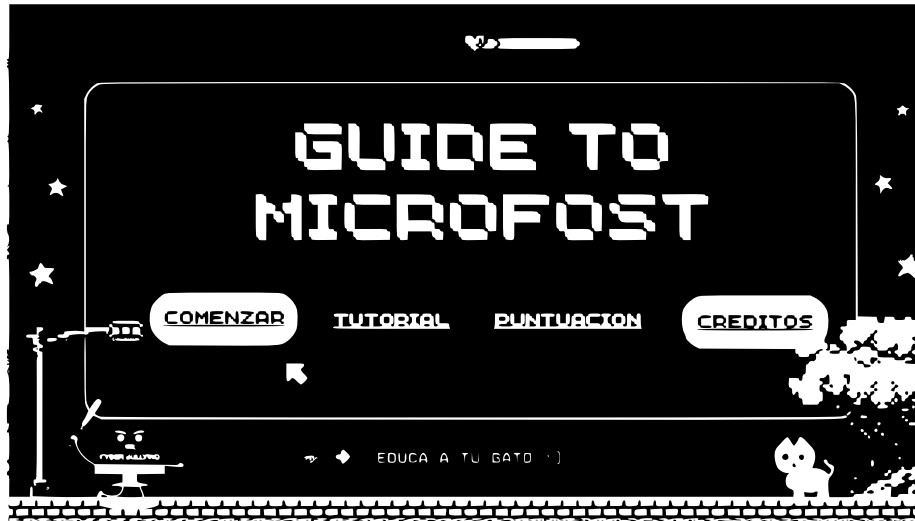 GUIDE TO
MICROFOST
COMENZAR TUTORIAL PUNTUACION CREDITOS
EDUCA A TU GATO :)